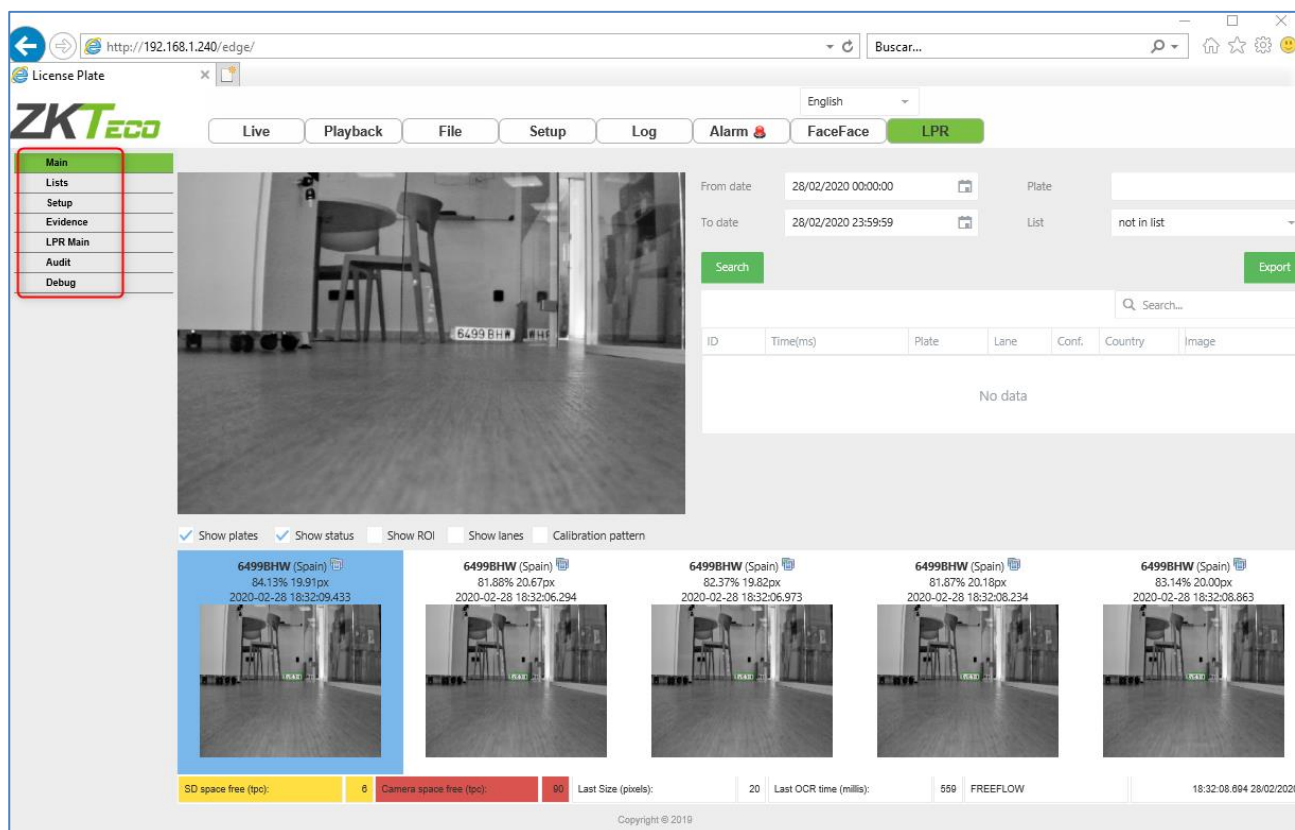 http://192.168.1.240/edge/
Buscar...
License Plate
English
ZKTeco
Live Playback File Setup Log Alarm FaceFace LPR
Main
Lists
Setup
Evidence
LPR Main
Audit
Debug
From date 28/02/2020 00:00:00 Plate
To date 28/02/2020 23:59:59 List not in list
Search Export
Search...
ID Time(ms) Plate Lane Conf. Country Image
No data
6499 BHW
Show plates Show status Show ROI Show lanes Calibration pattern
6499BHW (Spain) 6499BHW (Spain) 6499BHW (Spain) 6499BHW (Spain) 6499BHW (Spain)
84.13% 19.91px 81.88% 20.67px 82.37% 19.82px 81.87% 20.18px 83.14% 20.00px
2020-02-28 18:32:09.433 2020-02-28 18:32:06.294 2020-02-28 18:32:06.973 2020-02-28 18:32:08.234 2020-02-28 18:32:08.863
SD space free (tpc): 6 Camera space free (tpc): 90 Last Size (pixels): 20 Last OCR time (millis): 559 FREEFLOW 18:32:08.694 28/02/2020
Copyright © 2019